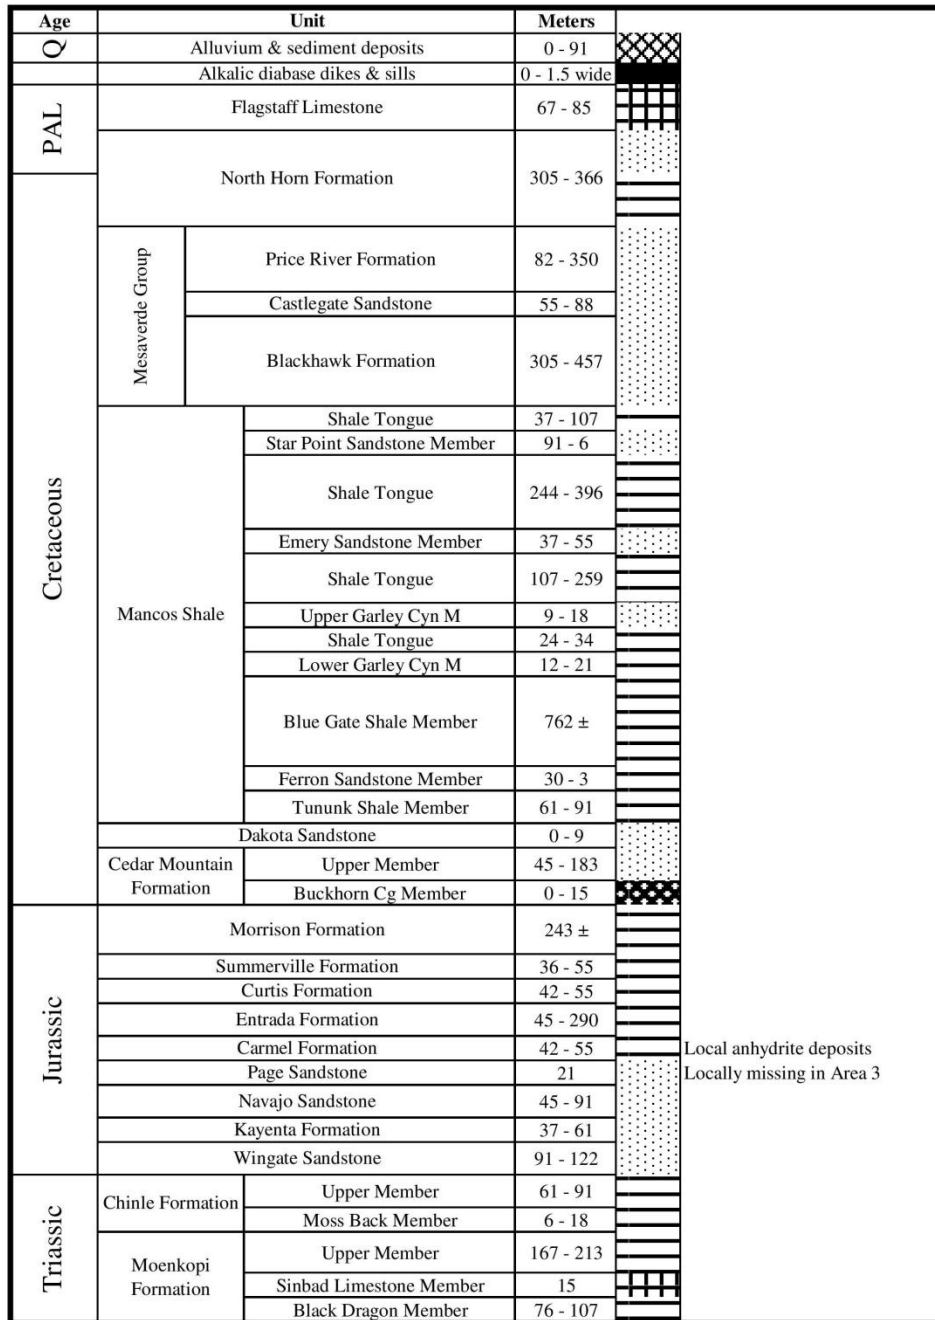 Age Unit Meters
Q Alluvium & sediment deposits 0 - 91
Alkalic diabase dikes & sills 0 - 1.5 wide
PAL
Flagstaff Limestone 67 - 85
North Horn Formation 305 - 366
Cretaceous
Mesaverde Group
Price River Formation 82 - 350
Castlegate Sandstone 55 - 88
Blackhawk Formation 305 - 457
Mancos Shale
Shale Tongue 37 - 107
Star Point Sandstone Member 91 - 6
Shale Tongue 244 - 396
Emery Sandstone Member 37 - 55
Shale Tongue 107 - 259
Upper Garley Cyn M 9 - 18
Shale Tongue 24 - 34
Lower Garley Cyn M 12 - 21
Blue Gate Shale Member 762 ±
Ferron Sandstone Member 30 - 3
Tununk Shale Member 61 - 91
Dakota Sandstone 0 - 9
Cedar Mountain
Formation
Upper Member 45 - 183
Buckhorn Cg Member 0 - 15
Jurassic
Morrison Formation 243 ±
Summerville Formation 36 - 55
Curtis Formation 42 - 55
Entrada Formation 45 - 290
Carmel Formation 42 - 55 Local anhydrite deposits
Page Sandstone 21 Locally missing in Area 3
Navajo Sandstone 45 - 91
Kayenta Formation 37 - 61
Wingate Sandstone 91 - 122
Triassic
Chinle Formation
Upper Member 61 - 91
Moss Back Member 6 - 18
Moenkopi
Formation
Upper Member 167 - 213
Sinbad Limestone Member 15
Black Dragon Member 76 - 107